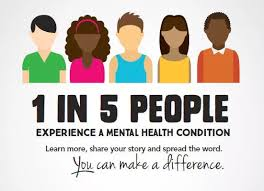 1 IN 5 PEOPLE
EXPERIENCE A MENTAL HEALTH CONDITION
Learn more, share your story and spread the word.
You can make a difference.